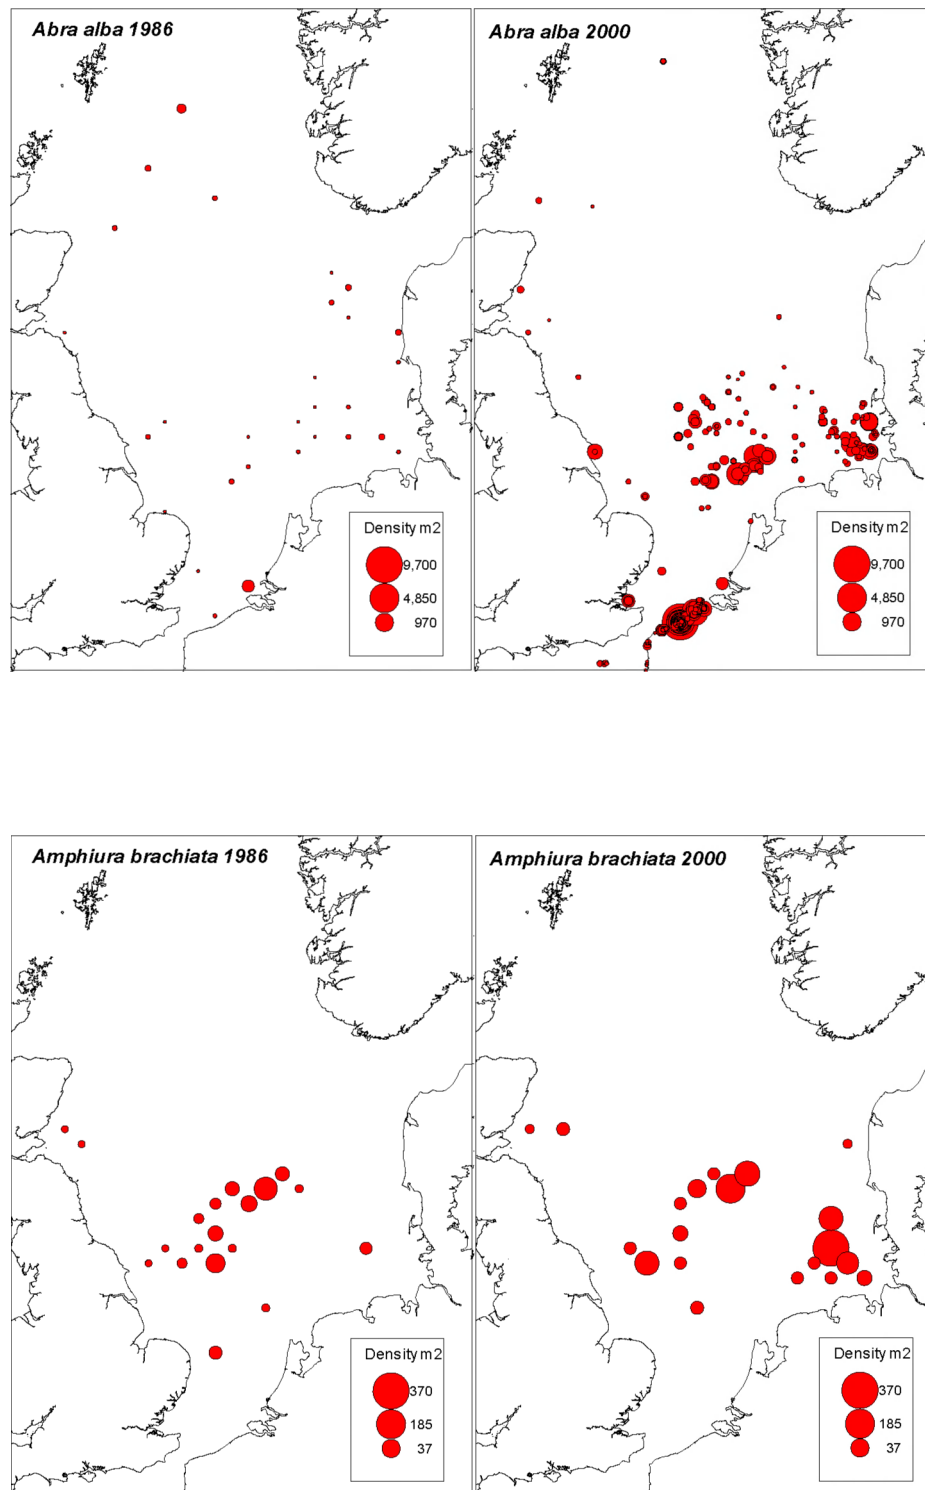 Abra alba 1986
Density m2
9,700
4,850
970
Abra alba 2000
Density m2
9,700
4,850
970
Amphiura brachiata 1986
Density m2
370
185
37
Amphiura brachiata 2000
Density m2
370
185
37